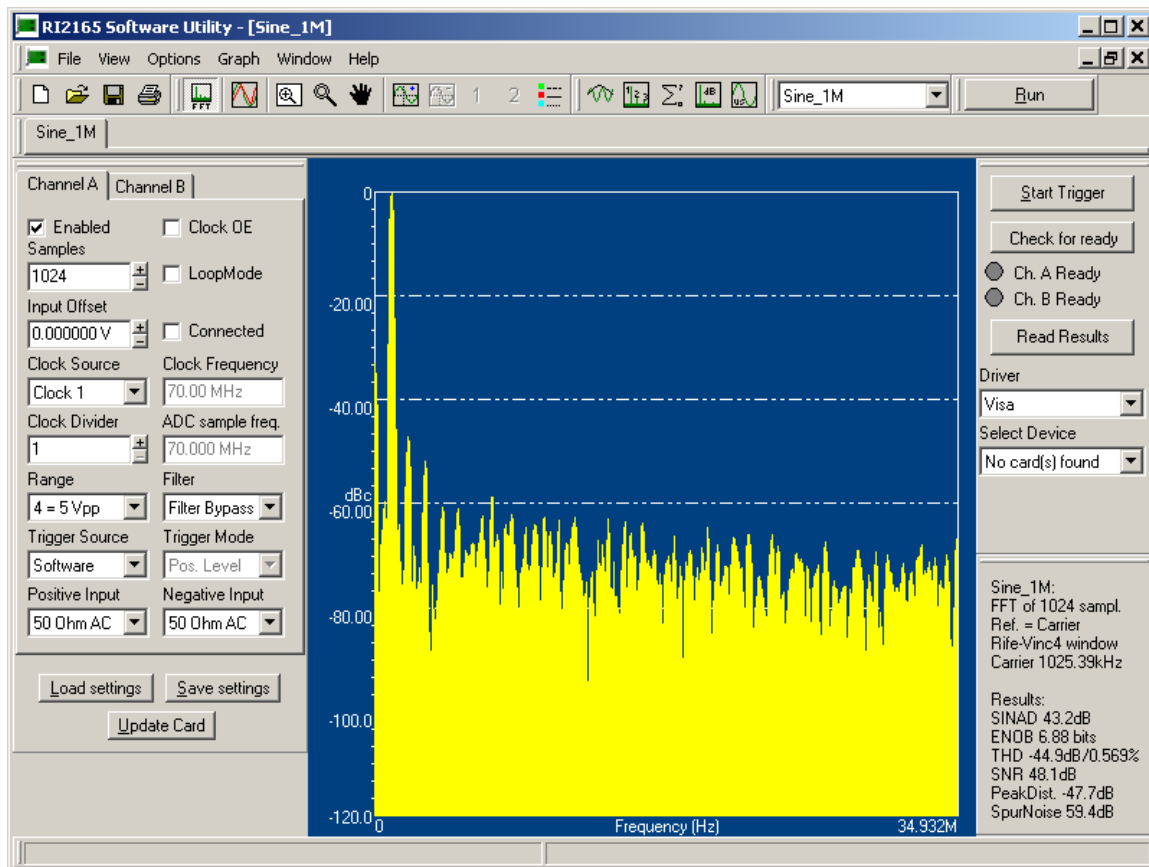 RI2165 Software Utility - [Sine_1M]
File View Options Graph Window Help
FFT 1 2 1 2 3 dB us Sine_1M Run
Sine_1M
Channel A Channel B
Enabled Clock OE
Samples
1024 LoopMode
Input Offset
0.000000 V Connected
Clock Source Clock Frequency
Clock 1 70.00 MHz
Clock Divider ADC sample freq.
1 70.000 MHz
Range Filter
4 = 5 Vpp Filter Bypass
Trigger Source Trigger Mode
Software Pos. Level
Positive Input Negative Input
50 Ohm AC 50 Ohm AC
Load settings Save settings
Update Card
0
-20.00
-40.00
dBc
-60.00
-80.00
-100.0
-120.0
0 Frequency (Hz) 34.932M
Start Trigger
Check for ready
Ch. A Ready
Ch. B Ready
Read Results
Driver
Visa
Select Device
No card(s) found
Sine_1M:
FFT of 1024 sampl.
Ref. = Carrier
Rife-Vinc4 window
Carrier 1025.39kHz
Results:
SINAD 43.2dB
ENOB 6.88 bits
THD -44.9dB/0.569%
SNR 48.1dB
PeakDist. -47.7dB
SpurNoise 59.4dB